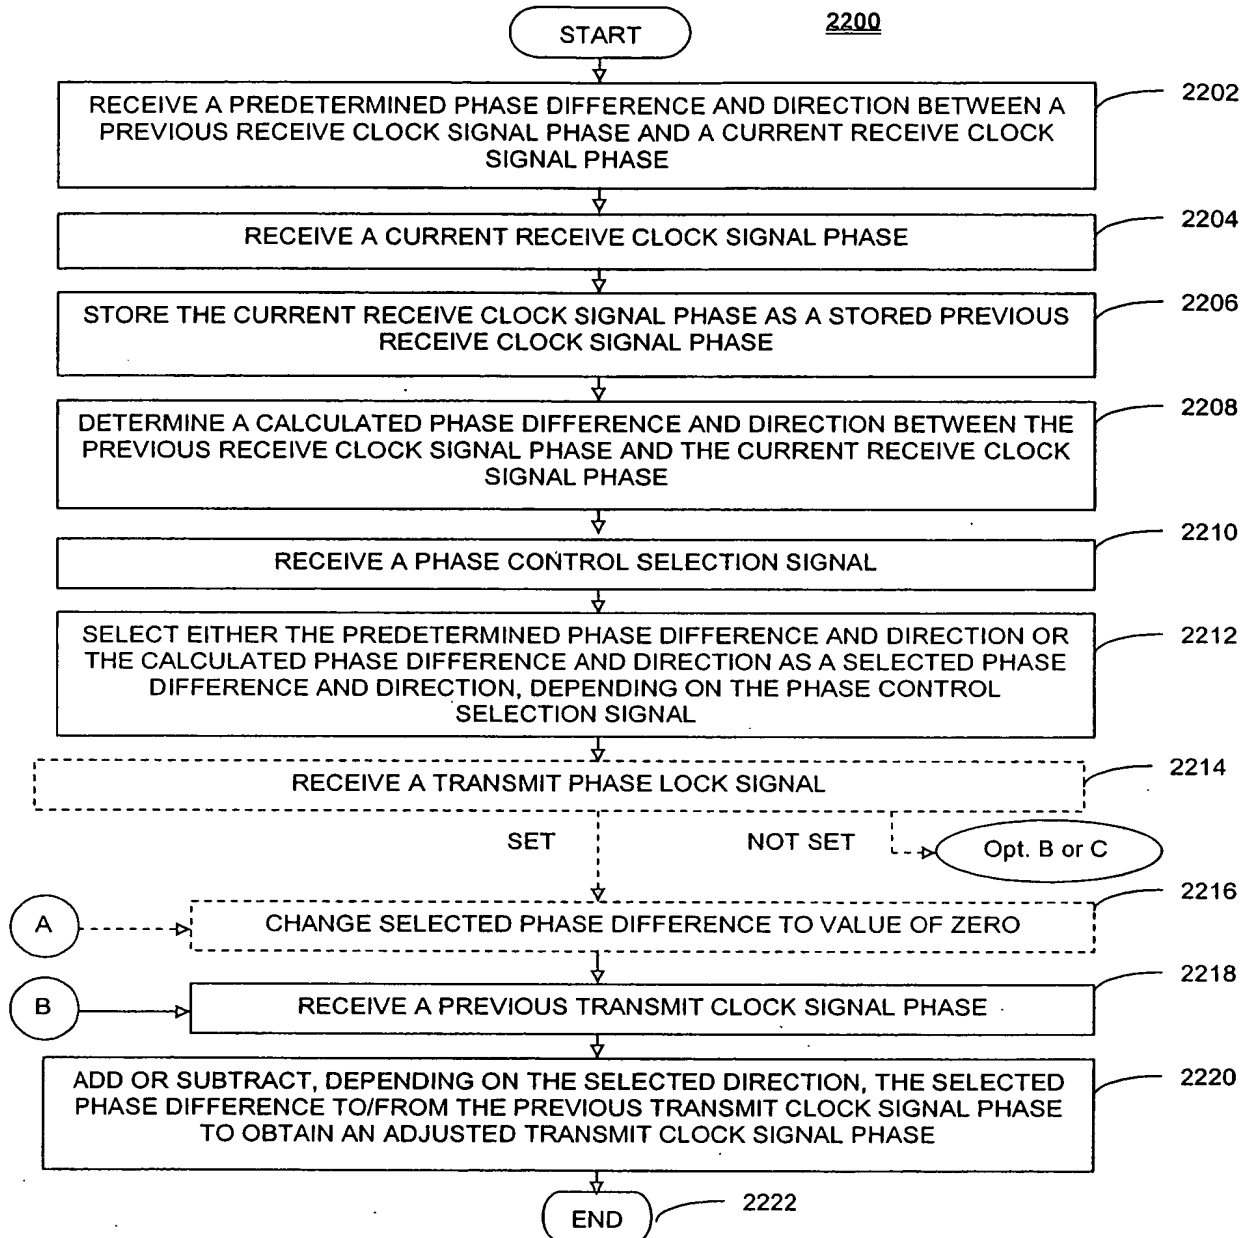 2200
START
RECEIVE A PREDETERMINED PHASE DIFFERENCE AND DIRECTION BETWEEN A
PREVIOUS RECEIVE CLOCK SIGNAL PHASE AND A CURRENT RECEIVE CLOCK
SIGNAL PHASE
2202
RECEIVE A CURRENT RECEIVE CLOCK SIGNAL PHASE
2204
STORE THE CURRENT RECEIVE CLOCK SIGNAL PHASE AS A STORED PREVIOUS
RECEIVE CLOCK SIGNAL PHASE
2206
DETERMINE A CALCULATED PHASE DIFFERENCE AND DIRECTION BETWEEN THE
PREVIOUS RECEIVE CLOCK SIGNAL PHASE AND THE CURRENT RECEIVE CLOCK
SIGNAL PHASE
2208
RECEIVE A PHASE CONTROL SELECTION SIGNAL
2210
SELECT EITHER THE PREDETERMINED PHASE DIFFERENCE AND DIRECTION OR
THE CALCULATED PHASE DIFFERENCE AND DIRECTION AS A SELECTED PHASE
DIFFERENCE AND DIRECTION, DEPENDING ON THE PHASE CONTROL
SELECTION SIGNAL
2212
RECEIVE A TRANSMIT PHASE LOCK SIGNAL
2214
SET
NOT SET
Opt. B or C
A
CHANGE SELECTED PHASE DIFFERENCE TO VALUE OF ZERO
2216
B
RECEIVE A PREVIOUS TRANSMIT CLOCK SIGNAL PHASE
2218
ADD OR SUBTRACT, DEPENDING ON THE SELECTED DIRECTION, THE SELECTED
PHASE DIFFERENCE TO/FROM THE PREVIOUS TRANSMIT CLOCK SIGNAL PHASE
TO OBTAIN AN ADJUSTED TRANSMIT CLOCK SIGNAL PHASE
2220
END
2222